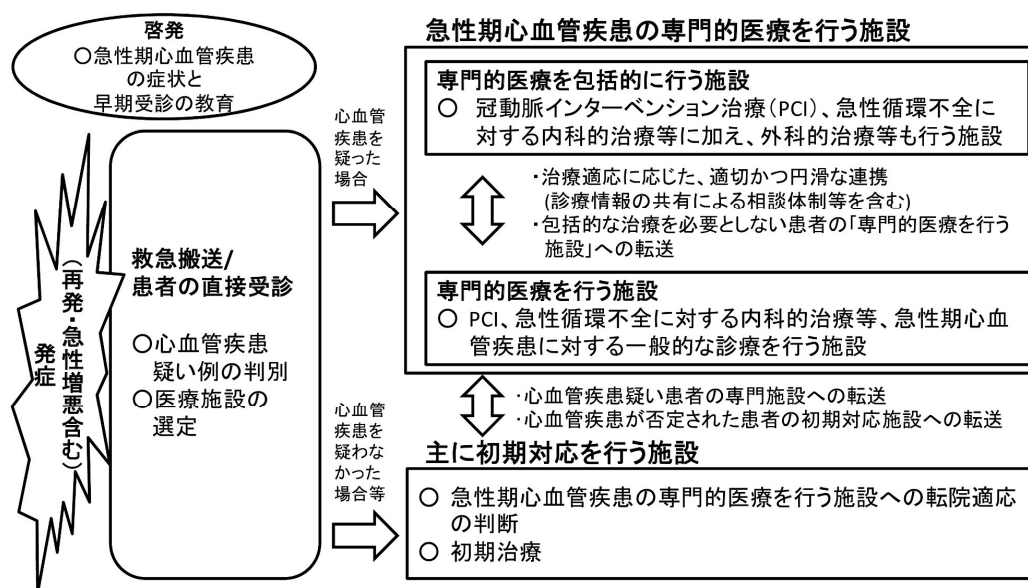 啓発
○急性期心血管疾患
の症状と
早期受診の教育
発症
(再発・急性増悪含む)
救急搬送/
患者の直接受診
○心血管疾患
疑い例の判別
○医療施設の
選定
心血管
疾患を
疑った
場合
心血管
疾患を
疑わな
かった
場合等
急性期心血管疾患の専門的医療を行う施設
専門的医療を包括的に行う施設
○ 冠動脈インターベンション治療(PCI)、急性循環不全に
対する内科的治療等に加え、外科的治療等も行う施設
・治療適応に応じた、適切かつ円滑な連携
(診療情報の共有による相談体制等を含む)
・包括的な治療を必要としない患者の「専門的医療を行う
施設」への転送
専門的医療を行う施設
○ PCI、急性循環不全に対する内科的治療等、急性期心血
管疾患に対する一般的な診療を行う施設
・心血管疾患疑い患者の専門施設への転送
・心血管疾患が否定された患者の初期対応施設への転送
主に初期対応を行う施設
○ 急性期心血管疾患の専門的医療を行う施設への転院適応
の判断
○ 初期治療